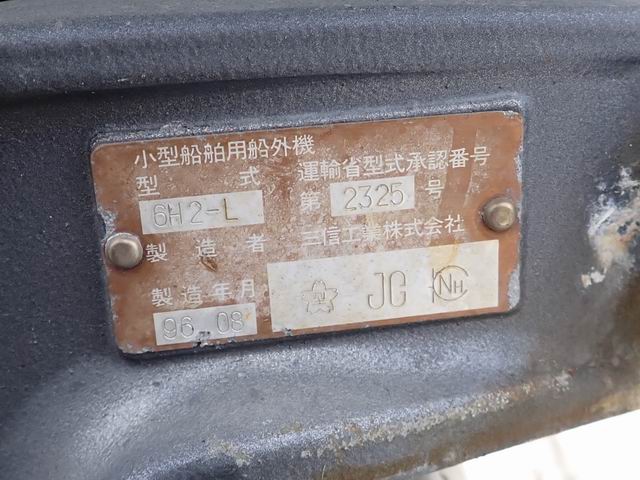 小型船舶用船外機
型式 運輸省型式承認番号
6H2-L 第 2325 号
製造者 三信工業株式会社
製造年月 JG NH
96 08